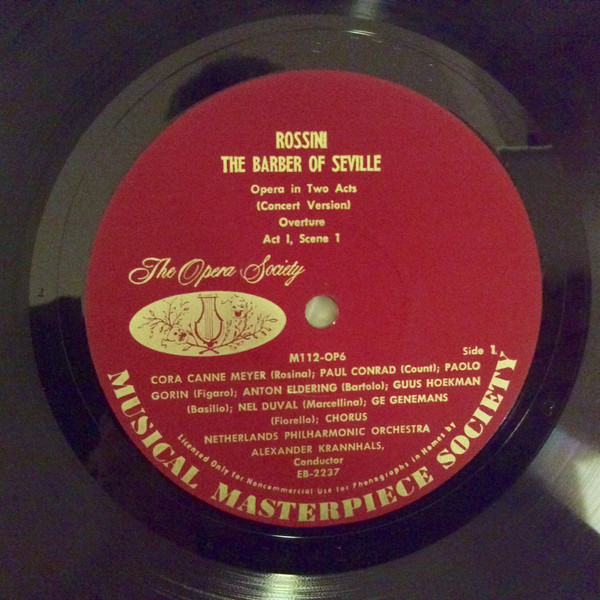 ROSSINI
THE BARBER OF SEVILLE
Opera in Two Acts
(Concert Version)
Overture
Act I, Scene 1
The Opera Society
M112-OP6
Side 1
CORA CANNE MEYER (Rosina); PAUL CONRAD (Count); PAOLO
GORIN (Figaro); ANTON ELDERING (Bartolo); GUUS HOEKMAN
(Basilio); NEL DUVAL (Marcellina); GE GENEMANS
(Fiorello); CHORUS
NETHERLANDS PHILHARMONIC ORCHESTRA
ALEXANDER KRANNHALS,
Conductor
EB-2237
Licensed Only for Noncommercial Use for Phonographs in Homes by
MUSICAL MASTERPIECE SOCIETY